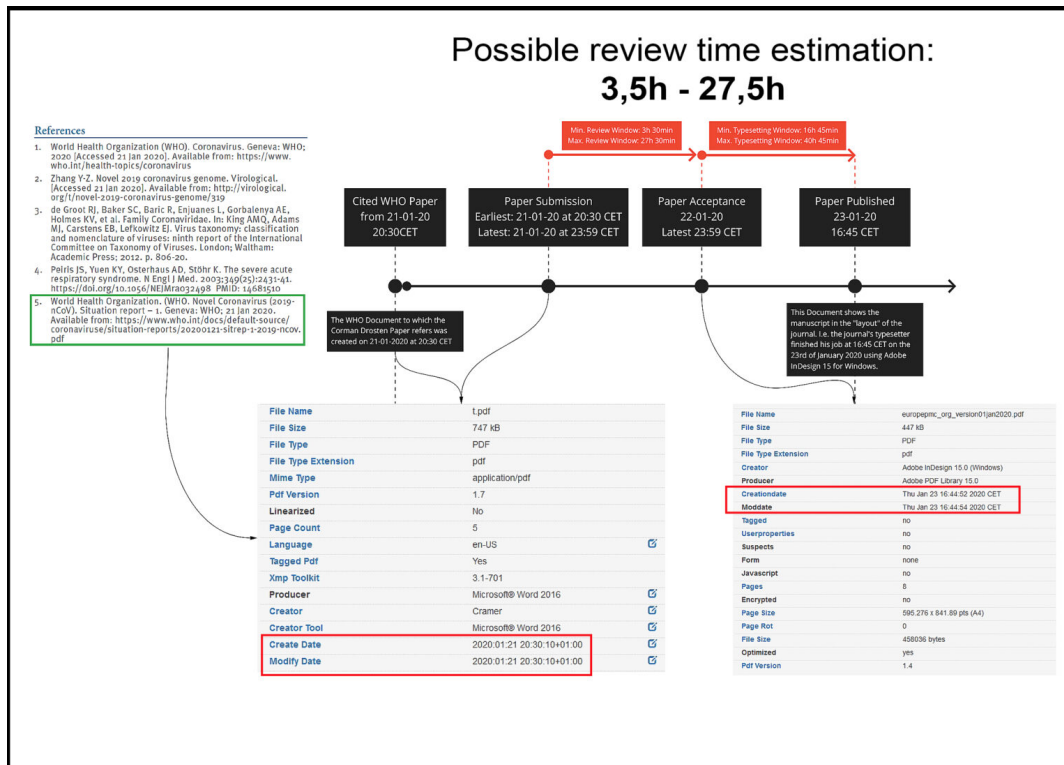 Possible review time estimation:
3,5h - 27,5h
References
1. World Health Organization (WHO). Coronavirus. Geneva: WHO;
2020 [Accessed 21 Jan 2020]. Available from: https://www.
who.int/health-topics/coronavirus
2. Zhang Y-Z. Novel 2019 coronavirus genome. Virological.
[Accessed 21 Jan 2020]. Available from: http://virological.
org/t/novel-2019-coronavirus-genome/319
3. de Groot RJ, Baker SC, Baric R, Enjuanes L, Gorbalenya AE,
Holmes KV, et al. Family Coronaviridae. In: King AMQ, Adams
MJ, Carstens EB, Lefkowitz EJ. Virus taxonomy: classification
and nomenclature of viruses: ninth report of the International
Committee on Taxonomy of Viruses. London; Waltham:
Academic Press; 2012. p. 806-20.
4. Peiris JS, Yuen KY, Osterhaus AD, Stöhr K. The severe acute
respiratory syndrome. N Engl J Med. 2003;349(25):2431-41.
https://doi.org/10.1056/NEJMra032498 PMID: 14681510
5. World Health Organization. (WHO. Novel Coronavirus (2019-
nCoV). Situation report – 1. Geneva: WHO; 21 Jan 2020.
Available from: https://www.who.int/docs/default-source/
coronaviruse/situation-reports/20200121-sitrep-1-2019-ncov.
pdf
Min. Review Window: 3h 30min
Max. Review Window: 27h 30min
Min. Typesetting Window: 16h 45min
Max. Typesetting Window: 40h 45min
Cited WHO Paper
from 21-01-20
20:30CET
Paper Submission
Earliest: 21-01-20 at 20:30 CET
Latest: 21-01-20 at 23:59 CET
Paper Acceptance
22-01-20
Latest 23:59 CET
Paper Published
23-01-20
16:45 CET
The WHO Document to which the
Corman Drosten Paper refers was
created on 21-01-2020 at 20:30 CET
This Document shows the
manuscript in the "layout" of the
journal. I.e. the journal's typesetter
finished his job at 16:45 CET on the
23rd of January 2020 using Adobe
InDesign 15 for Windows.
File Name t.pdf
File Size 747 kB
File Type PDF
File Type Extension pdf
Mime Type application/pdf
Pdf Version 1.7
Linearized No
Page Count 5
Language en-US
Tagged Pdf Yes
Xmp Toolkit 3.1-701
Producer Microsoft® Word 2016
Creator Cramer
Creator Tool Microsoft® Word 2016
Create Date 2020:01:21 20:30:10+01:00
Modify Date 2020:01:21 20:30:10+01:00
File Name europepmc_org_version01jan2020.pdf
File Size 447 kB
File Type PDF
File Type Extension pdf
Creator Adobe InDesign 15.0 (Windows)
Producer Adobe PDF Library 15.0
Creationdate Thu Jan 23 16:44:52 2020 CET
Moddate Thu Jan 23 16:44:54 2020 CET
Tagged no
Userproperties no
Suspects no
Form none
Javascript no
Pages 8
Encrypted no
Page Size 595.276 x 841.89 pts (A4)
Page Rot 0
File Size 458036 bytes
Optimized yes
Pdf Version 1.4